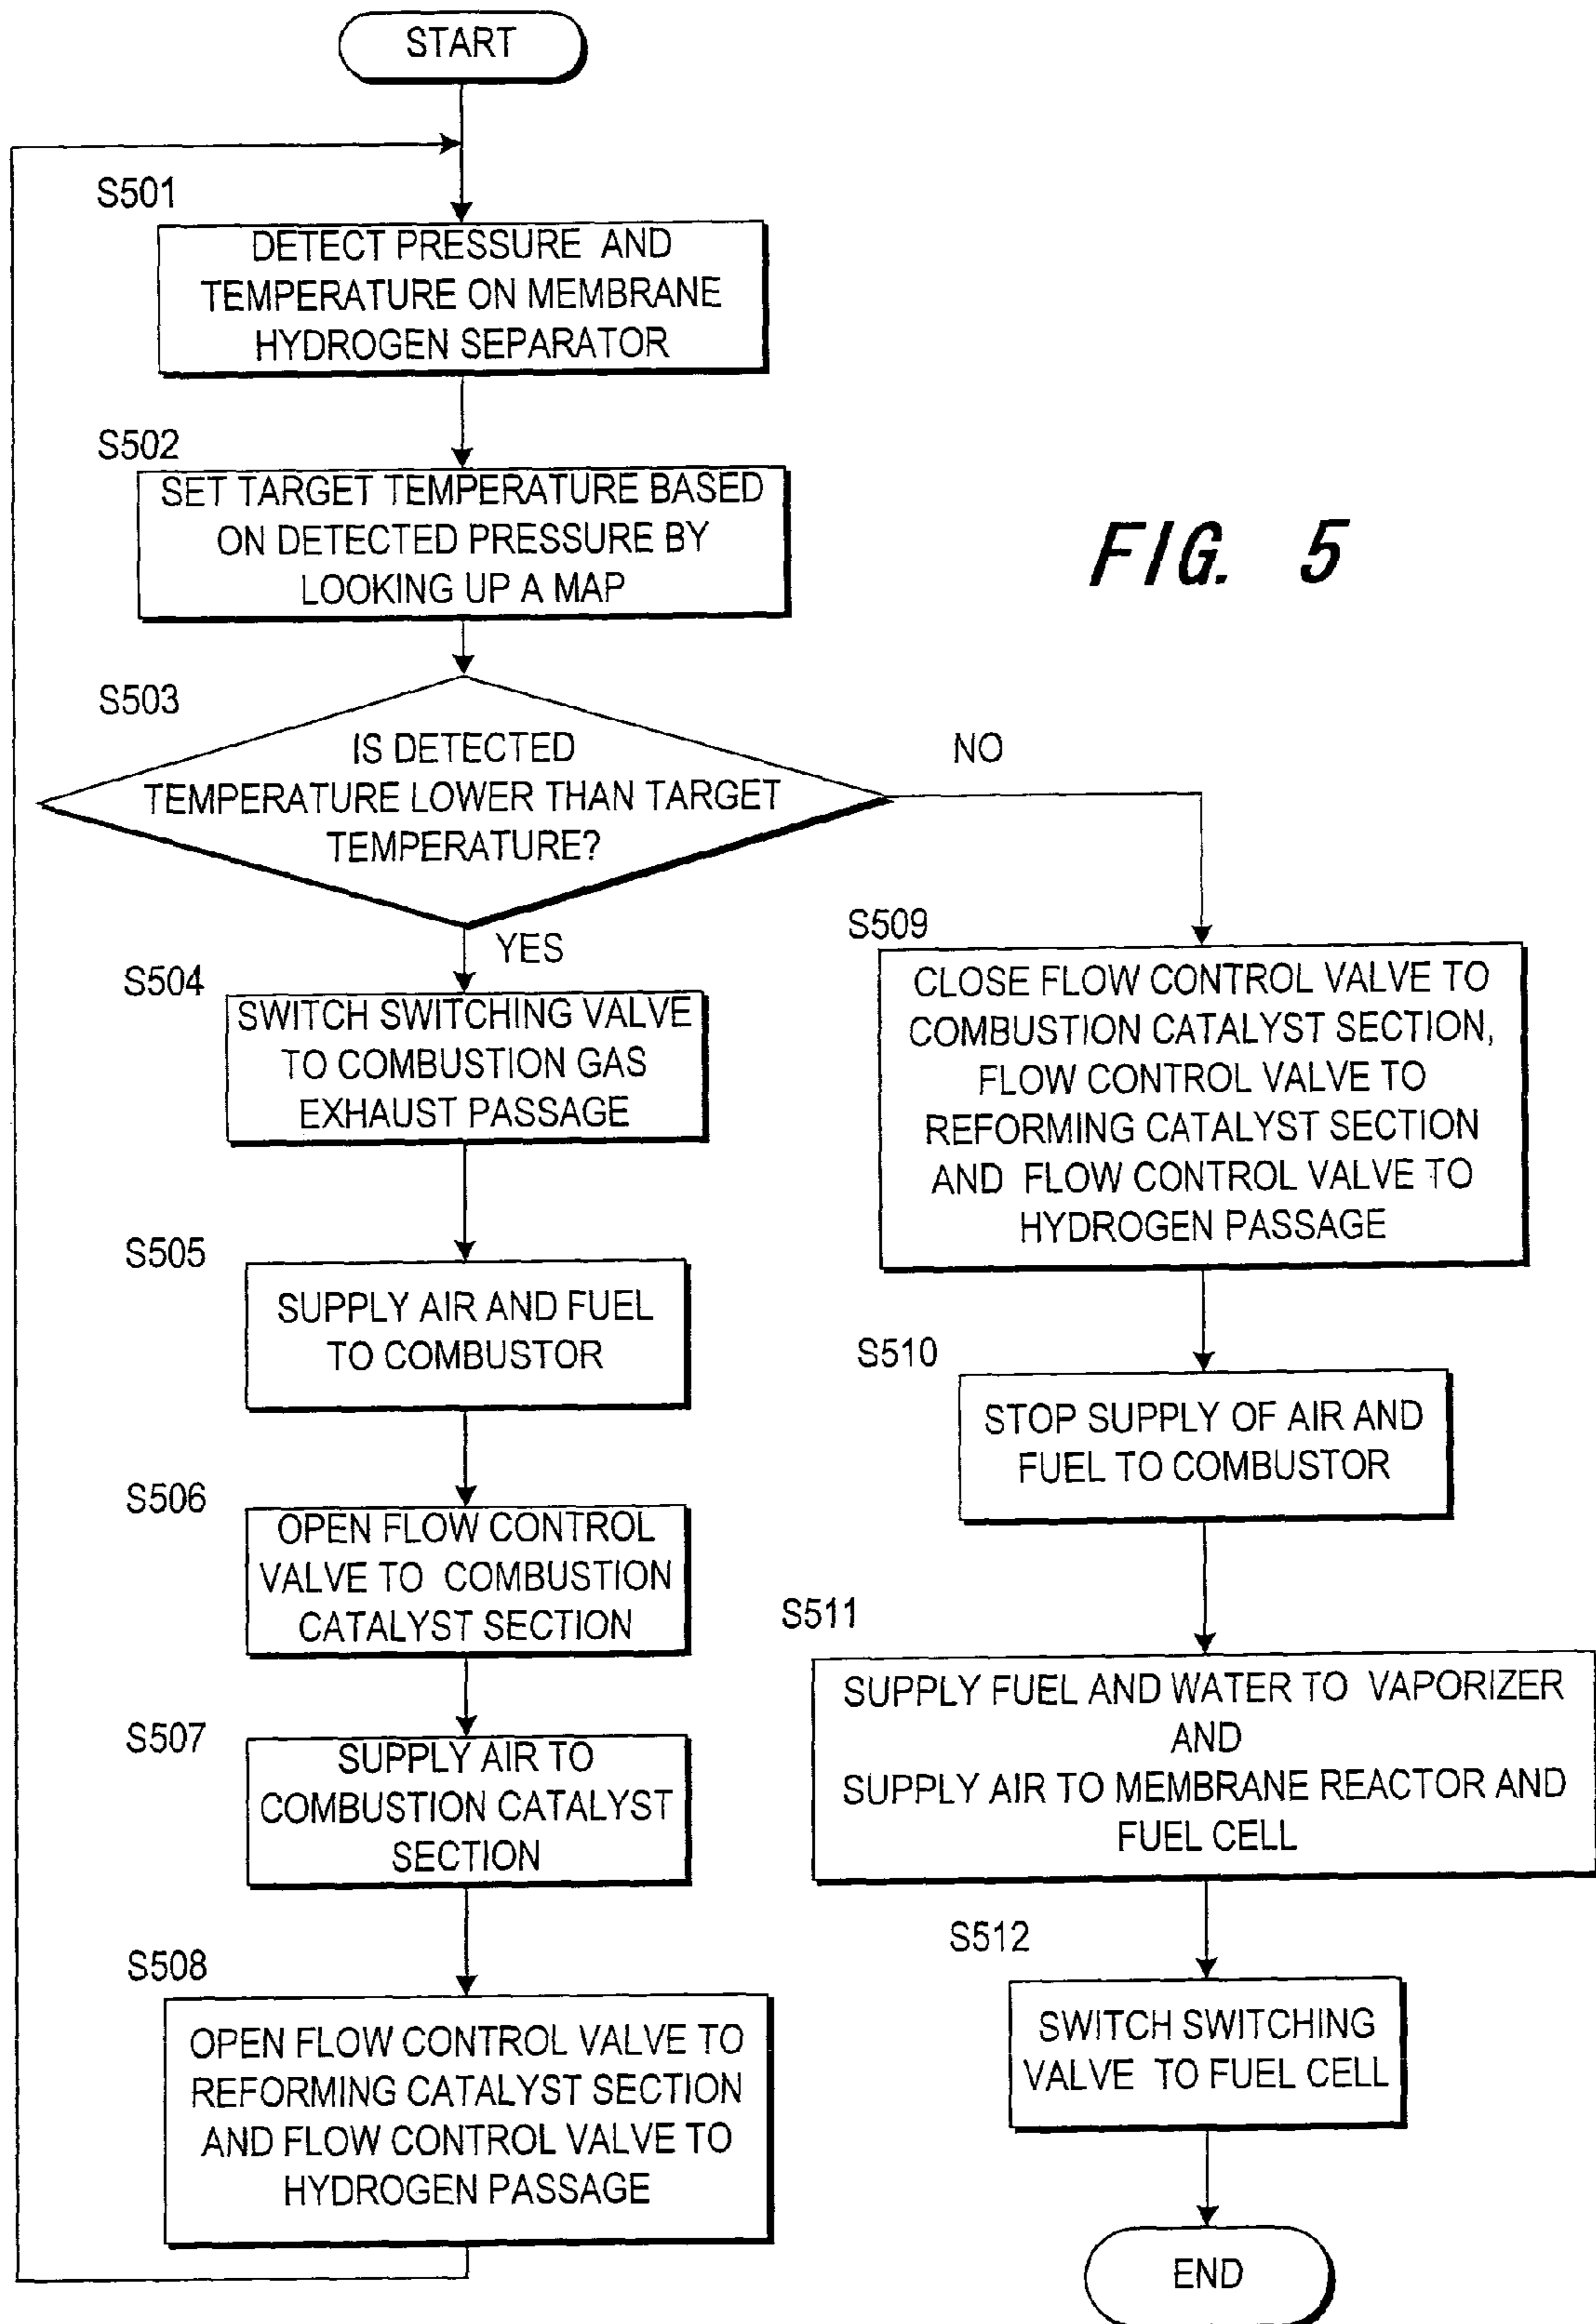 START
S501
DETECT PRESSURE AND
TEMPERATURE ON MEMBRANE
HYDROGEN SEPARATOR
S502
SET TARGET TEMPERATURE BASED
ON DETECTED PRESSURE BY
LOOKING UP A MAP
FIG. 5
S503
IS DETECTED
TEMPERATURE LOWER THAN TARGET
TEMPERATURE?
NO
YES
S504
SWITCH SWITCHING VALVE
TO COMBUSTION GAS
EXHAUST PASSAGE
S505
SUPPLY AIR AND FUEL
TO COMBUSTOR
S506
OPEN FLOW CONTROL
VALVE TO COMBUSTION
CATALYST SECTION
S507
SUPPLY AIR TO
COMBUSTION CATALYST
SECTION
S508
OPEN FLOW CONTROL VALVE TO
REFORMING CATALYST SECTION
AND FLOW CONTROL VALVE TO
HYDROGEN PASSAGE
S509
CLOSE FLOW CONTROL VALVE TO
COMBUSTION CATALYST SECTION,
FLOW CONTROL VALVE TO
REFORMING CATALYST SECTION
AND FLOW CONTROL VALVE TO
HYDROGEN PASSAGE
S510
STOP SUPPLY OF AIR AND
FUEL TO COMBUSTOR
S511
SUPPLY FUEL AND WATER TO VAPORIZER
AND
SUPPLY AIR TO MEMBRANE REACTOR AND
FUEL CELL
S512
SWITCH SWITCHING
VALVE TO FUEL CELL
END